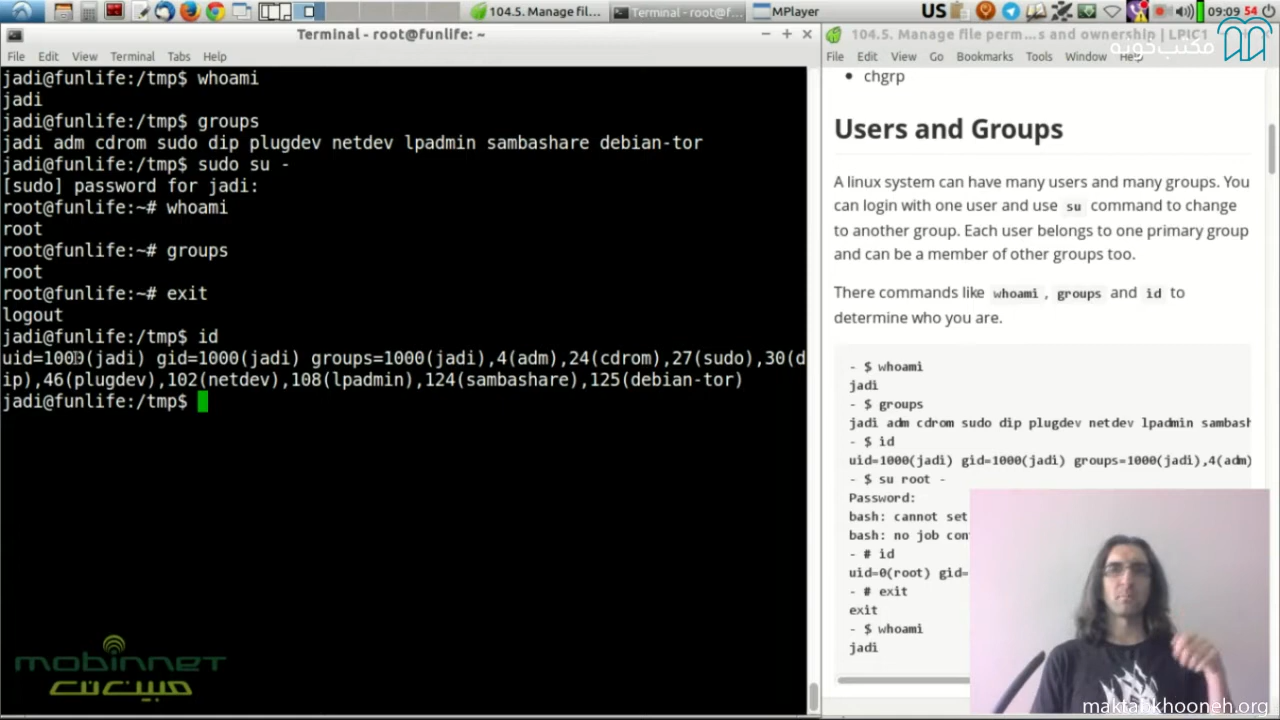 104.5. Manage fil...
Terminal - root@f...
MPlayer
US
09:09 54
Terminal - root@funlife: ~
File Edit View Terminal Tabs Help
jadi@funlife:/tmp$ whoami
jadi
jadi@funlife:/tmp$ groups
jadi adm cdrom sudo dip plugdev netdev lpadmin sambashare debian-tor
jadi@funlife:/tmp$ sudo su -
[sudo] password for jadi:
root@funlife:~# whoami
root
root@funlife:~# groups
root
root@funlife:~# exit
logout
jadi@funlife:/tmp$ id
uid=1000(jadi) gid=1000(jadi) groups=1000(jadi),4(adm),24(cdrom),27(sudo),30(d
ip),46(plugdev),102(netdev),108(lpadmin),124(sambashare),125(debian-tor)
jadi@funlife:/tmp$
mobinnet
مبین‌نت
104.5. Manage file perm...s and ownership | LPIC1
مکتب‌خونه
File Edit View Go Bookmarks Tools Window Help
• chgrp
Users and Groups
A linux system can have many users and many groups. You
can login with one user and use su command to change
to another group. Each user belongs to one primary group
and can be a member of other groups too.
There commands like whoami , groups and id to
determine who you are.
- $ whoami
jadi
- $ groups
jadi adm cdrom sudo dip plugdev netdev lpadmin sambash
- $ id
uid=1000(jadi) gid=1000(jadi) groups=1000(jadi),4(adm)
- $ su root -
Password:
bash: cannot set
bash: no job con
- # id
uid=0(root) gid=
- # exit
exit
- $ whoami
jadi
maktabkhooneh.org